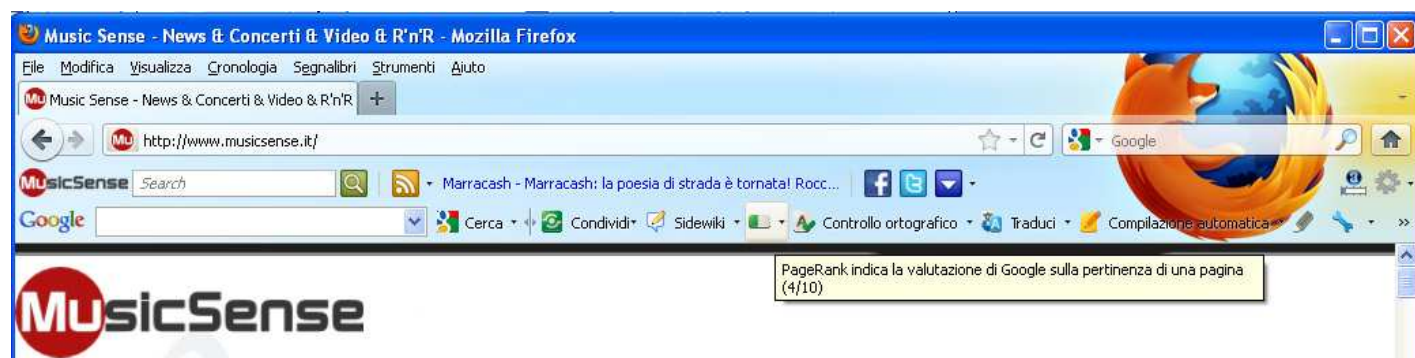 Music Sense - News & Concerti & Video & R'n'R - Mozilla Firefox
File Modifica Visualizza Cronologia Segnalibri Strumenti Aiuto
Mu Music Sense - News & Concerti & Video & R'n'R +
Mu http://www.musicsense.it/ Google
MusicSense Search Marracash - Marracash: la poesia di strada è tornata! Rocc...
Google Cerca Condividi Sidewiki Controllo ortografico Traduci Compilazione automatica »
PageRank indica la valutazione di Google sulla pertinenza di una pagina
(4/10)
MusicSense